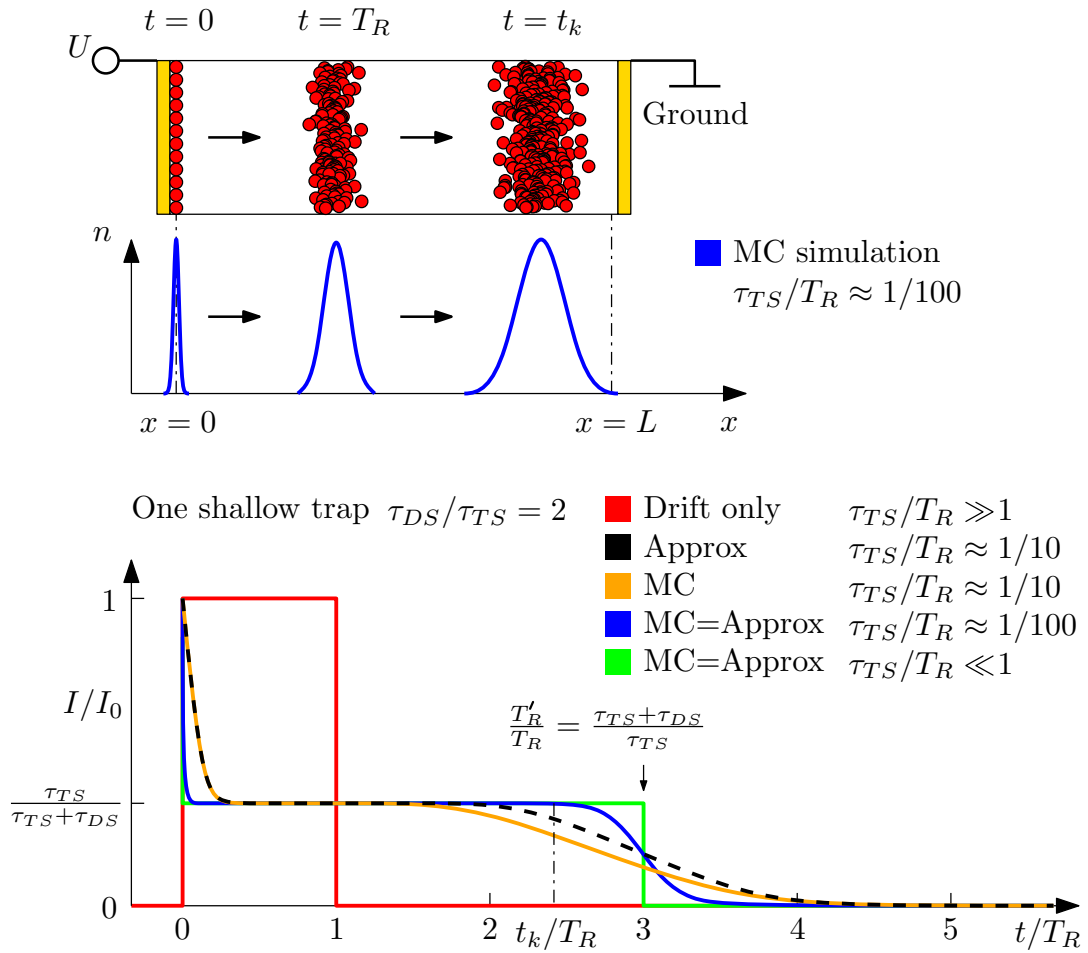 t = 0 t = T_R t = t_k
U
Ground
n
MC simulation
τ_TS/T_R ≈ 1/100
x = 0 x = L x
One shallow trap τ_DS/τ_TS = 2
Drift only τ_TS/T_R ≫ 1
Approx τ_TS/T_R ≈ 1/10
MC τ_TS/T_R ≈ 1/10
MC=Approx τ_TS/T_R ≈ 1/100
MC=Approx τ_TS/T_R ≪ 1
1
I/I_0
T'_R/T_R = (τ_TS+τ_DS)/τ_TS
τ_TS/(τ_TS+τ_DS)
0
0 1 2 t_k/T_R 3 4 5 t/T_R